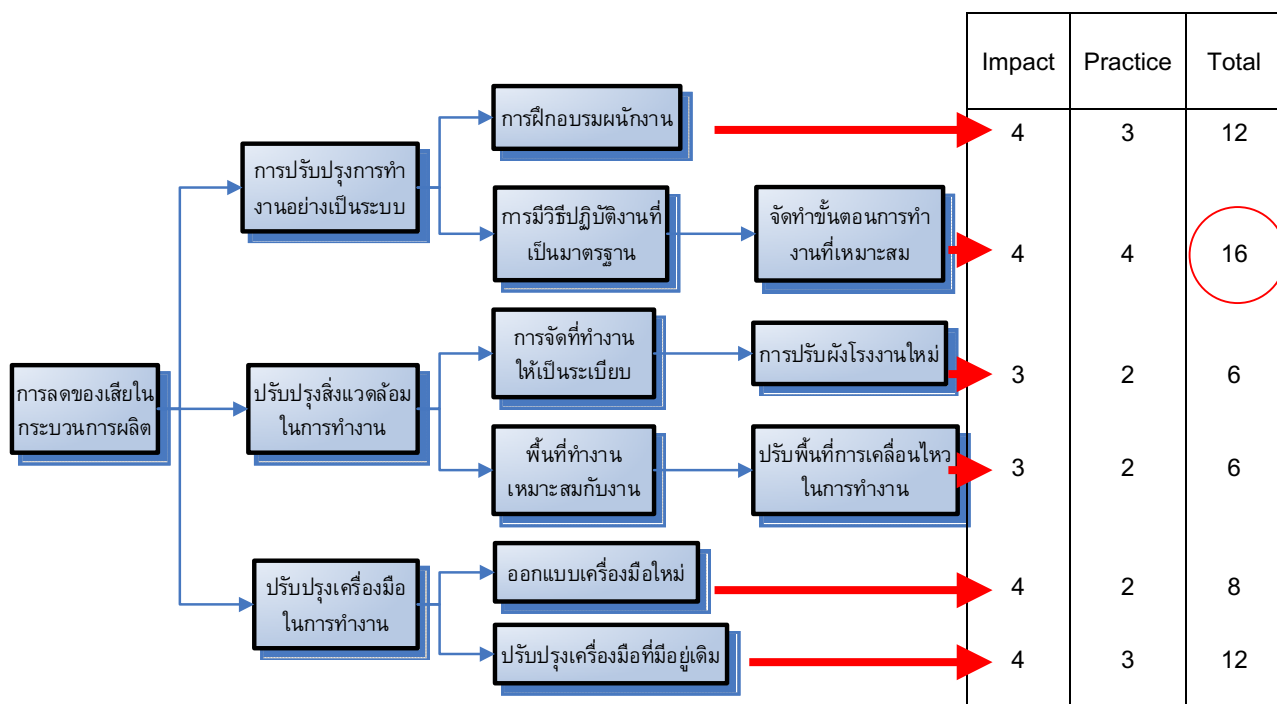 Impact Practice Total
การฝึกอบรมพนักงาน
4 3 12
การปรับปรุงการทำ
งานอย่างเป็นระบบ
การมีวิธีปฏิบัติงานที่
เป็นมาตรฐาน
จัดทำขั้นตอนการทำ
งานที่เหมาะสม
4 4 16
การจัดที่ทำงาน
ให้เป็นระเบียบ
การปรับผังโรงงานใหม่
3 2 6
การลดของเสียใน
กระบวนการผลิต
ปรับปรุงสิ่งแวดล้อม
ในการทำงาน
พื้นที่ทำงาน
เหมาะสมกับงาน
ปรับพื้นที่การเคลื่อนไหว
ในการทำงาน
3 2 6
ปรับปรุงเครื่องมือ
ในการทำงาน
ออกแบบเครื่องมือใหม่
4 2 8
ปรับปรุงเครื่องมือที่มีอยู่เดิม
4 3 12